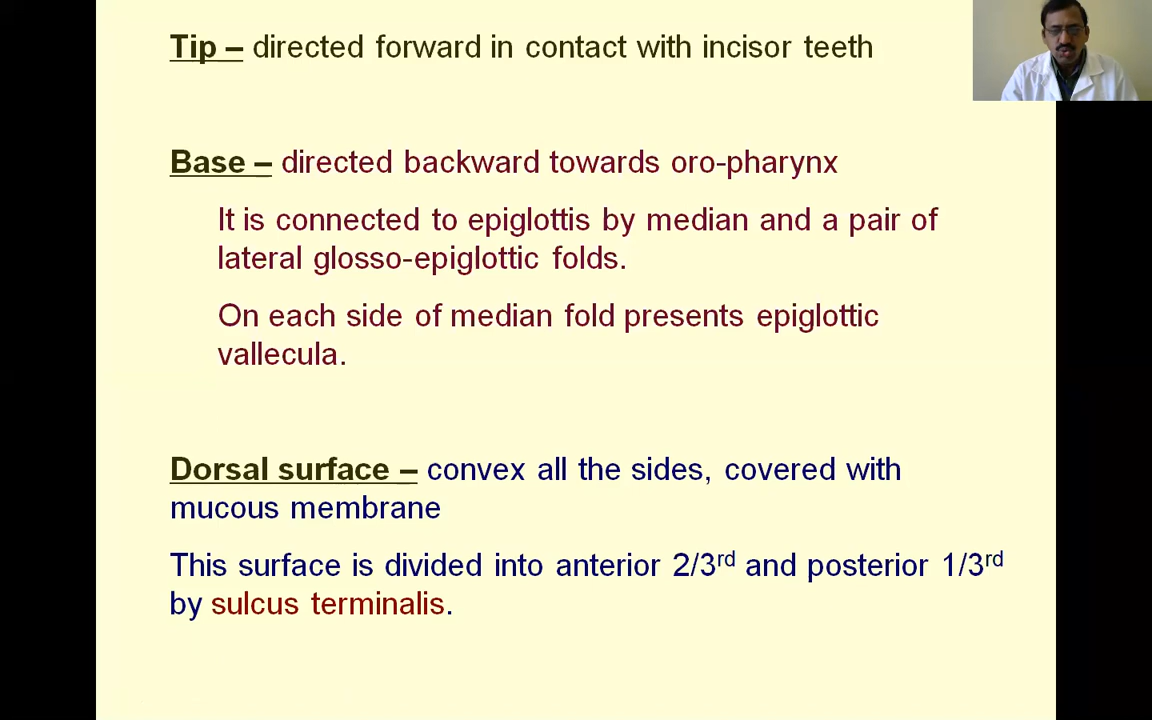 Tip – directed forward in contact with incisor teeth
Base – directed backward towards oro-pharynx
It is connected to epiglottis by median and a pair of
lateral glosso-epiglottic folds.
On each side of median fold presents epiglottic
vallecula.
Dorsal surface – convex all the sides, covered with
mucous membrane
This surface is divided into anterior 2/3rd and posterior 1/3rd
by sulcus terminalis.